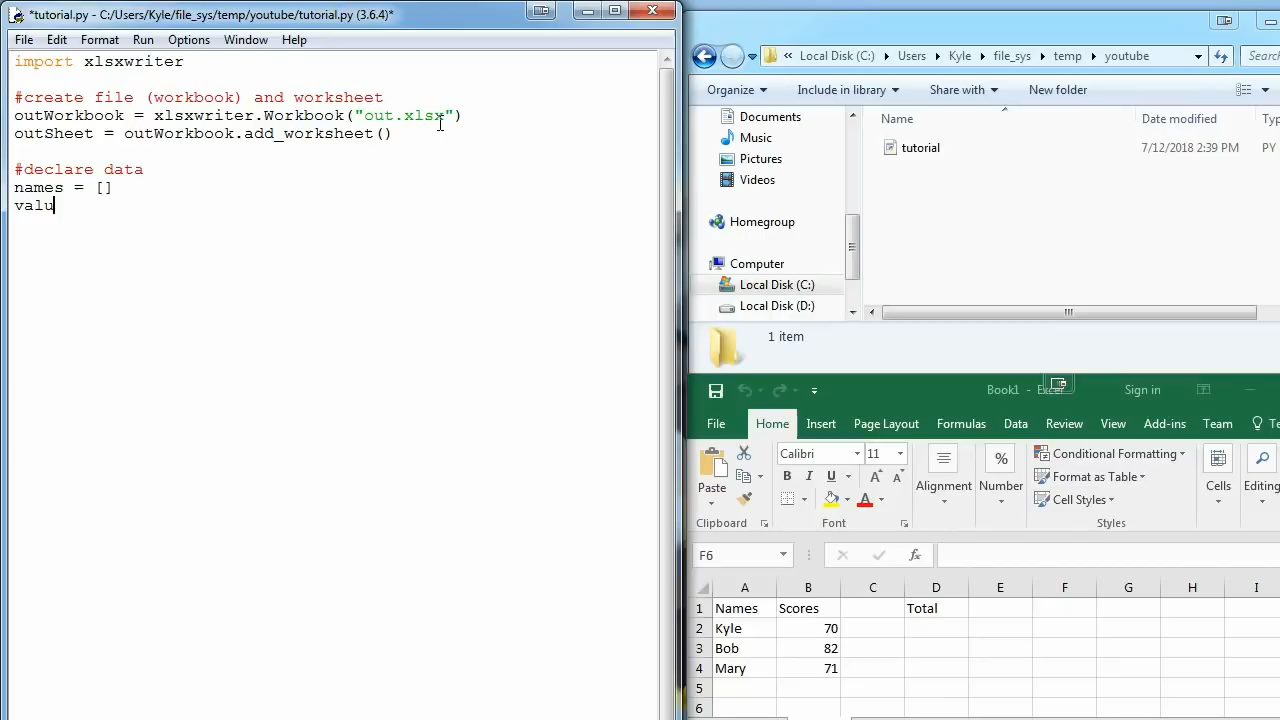 *tutorial.py - C:/Users/Kyle/file_sys/temp/youtube/tutorial.py (3.6.4)*
File Edit Format Run Options Window Help
import xlsxwriter
#create file (workbook) and worksheet
outWorkbook = xlsxwriter.Workbook("out.xlsx")
outSheet = outWorkbook.add_worksheet()
#declare data
names = []
valu
« Local Disk (C:) Users Kyle file_sys temp youtube
Organize Include in library Share with New folder
Documents
Music
Pictures
Videos
Homegroup
Computer
Local Disk (C:)
Local Disk (D:)
Date modified
tutorial 7/12/2018 2:39 PM PY
1 item
Book1 - Excel Sign in
File Home Insert Page Layout Formulas Data Review View Add-ins Team
Calibri 11
Paste
B I U A A
A
Clipboard
Font
Alignment
%
Number
Conditional Formatting
Format as Table
Cell Styles
Styles
Cells
Editing
F6 fx
A B C D E F G H I
1 Names Scores Total
2 Kyle 70
3 Bob 82
4 Mary 71
5
6